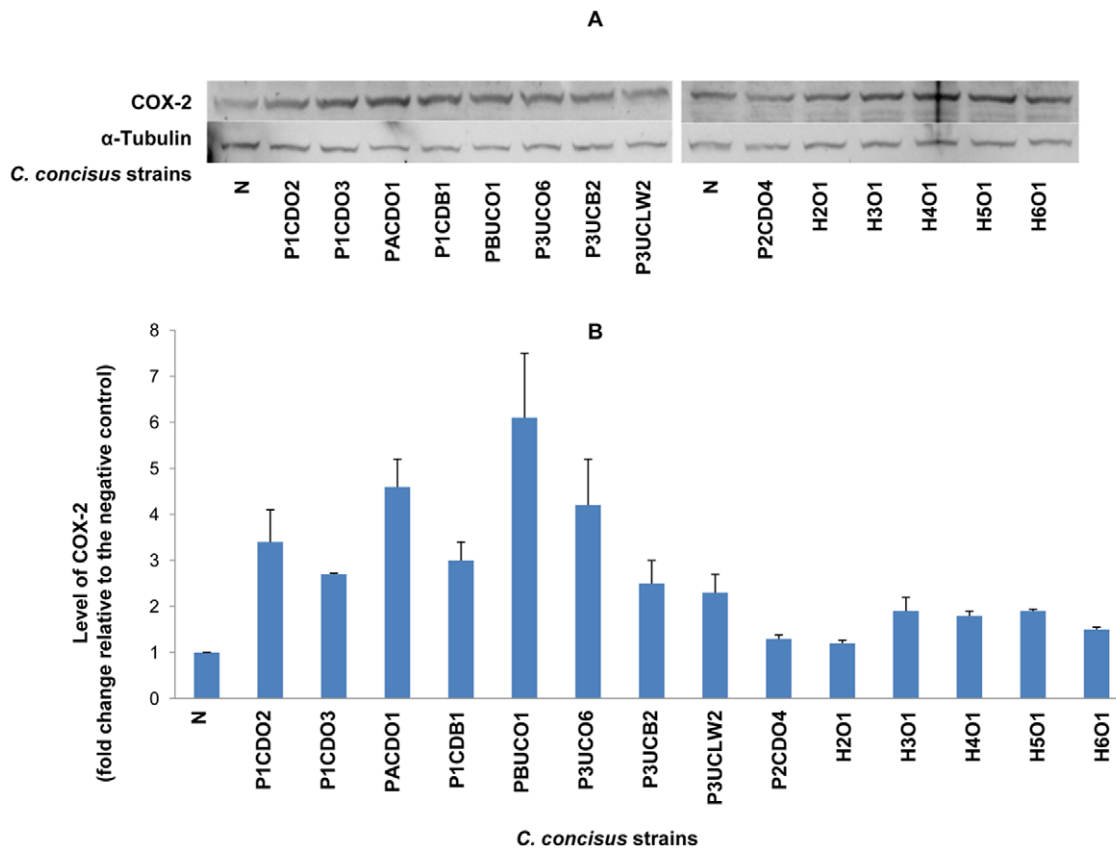 A
COX-2
α-Tubulin
C. concisus strains
N
P1CDO2
P1CDO3
PACDO1
P1CDB1
PBUCO1
P3UCO6
P3UCB2
P3UCLW2
N
P2CDO4
H2O1
H3O1
H4O1
H5O1
H6O1
B
Level of COX-2
(fold change relative to the negative control)
8
7
6
5
4
3
2
1
0
N
P1CDO2
P1CDO3
PACDO1
P1CDB1
PBUCO1
P3UCO6
P3UCB2
P3UCLW2
P2CDO4
H2O1
H3O1
H4O1
H5O1
H6O1
C. concisus strains